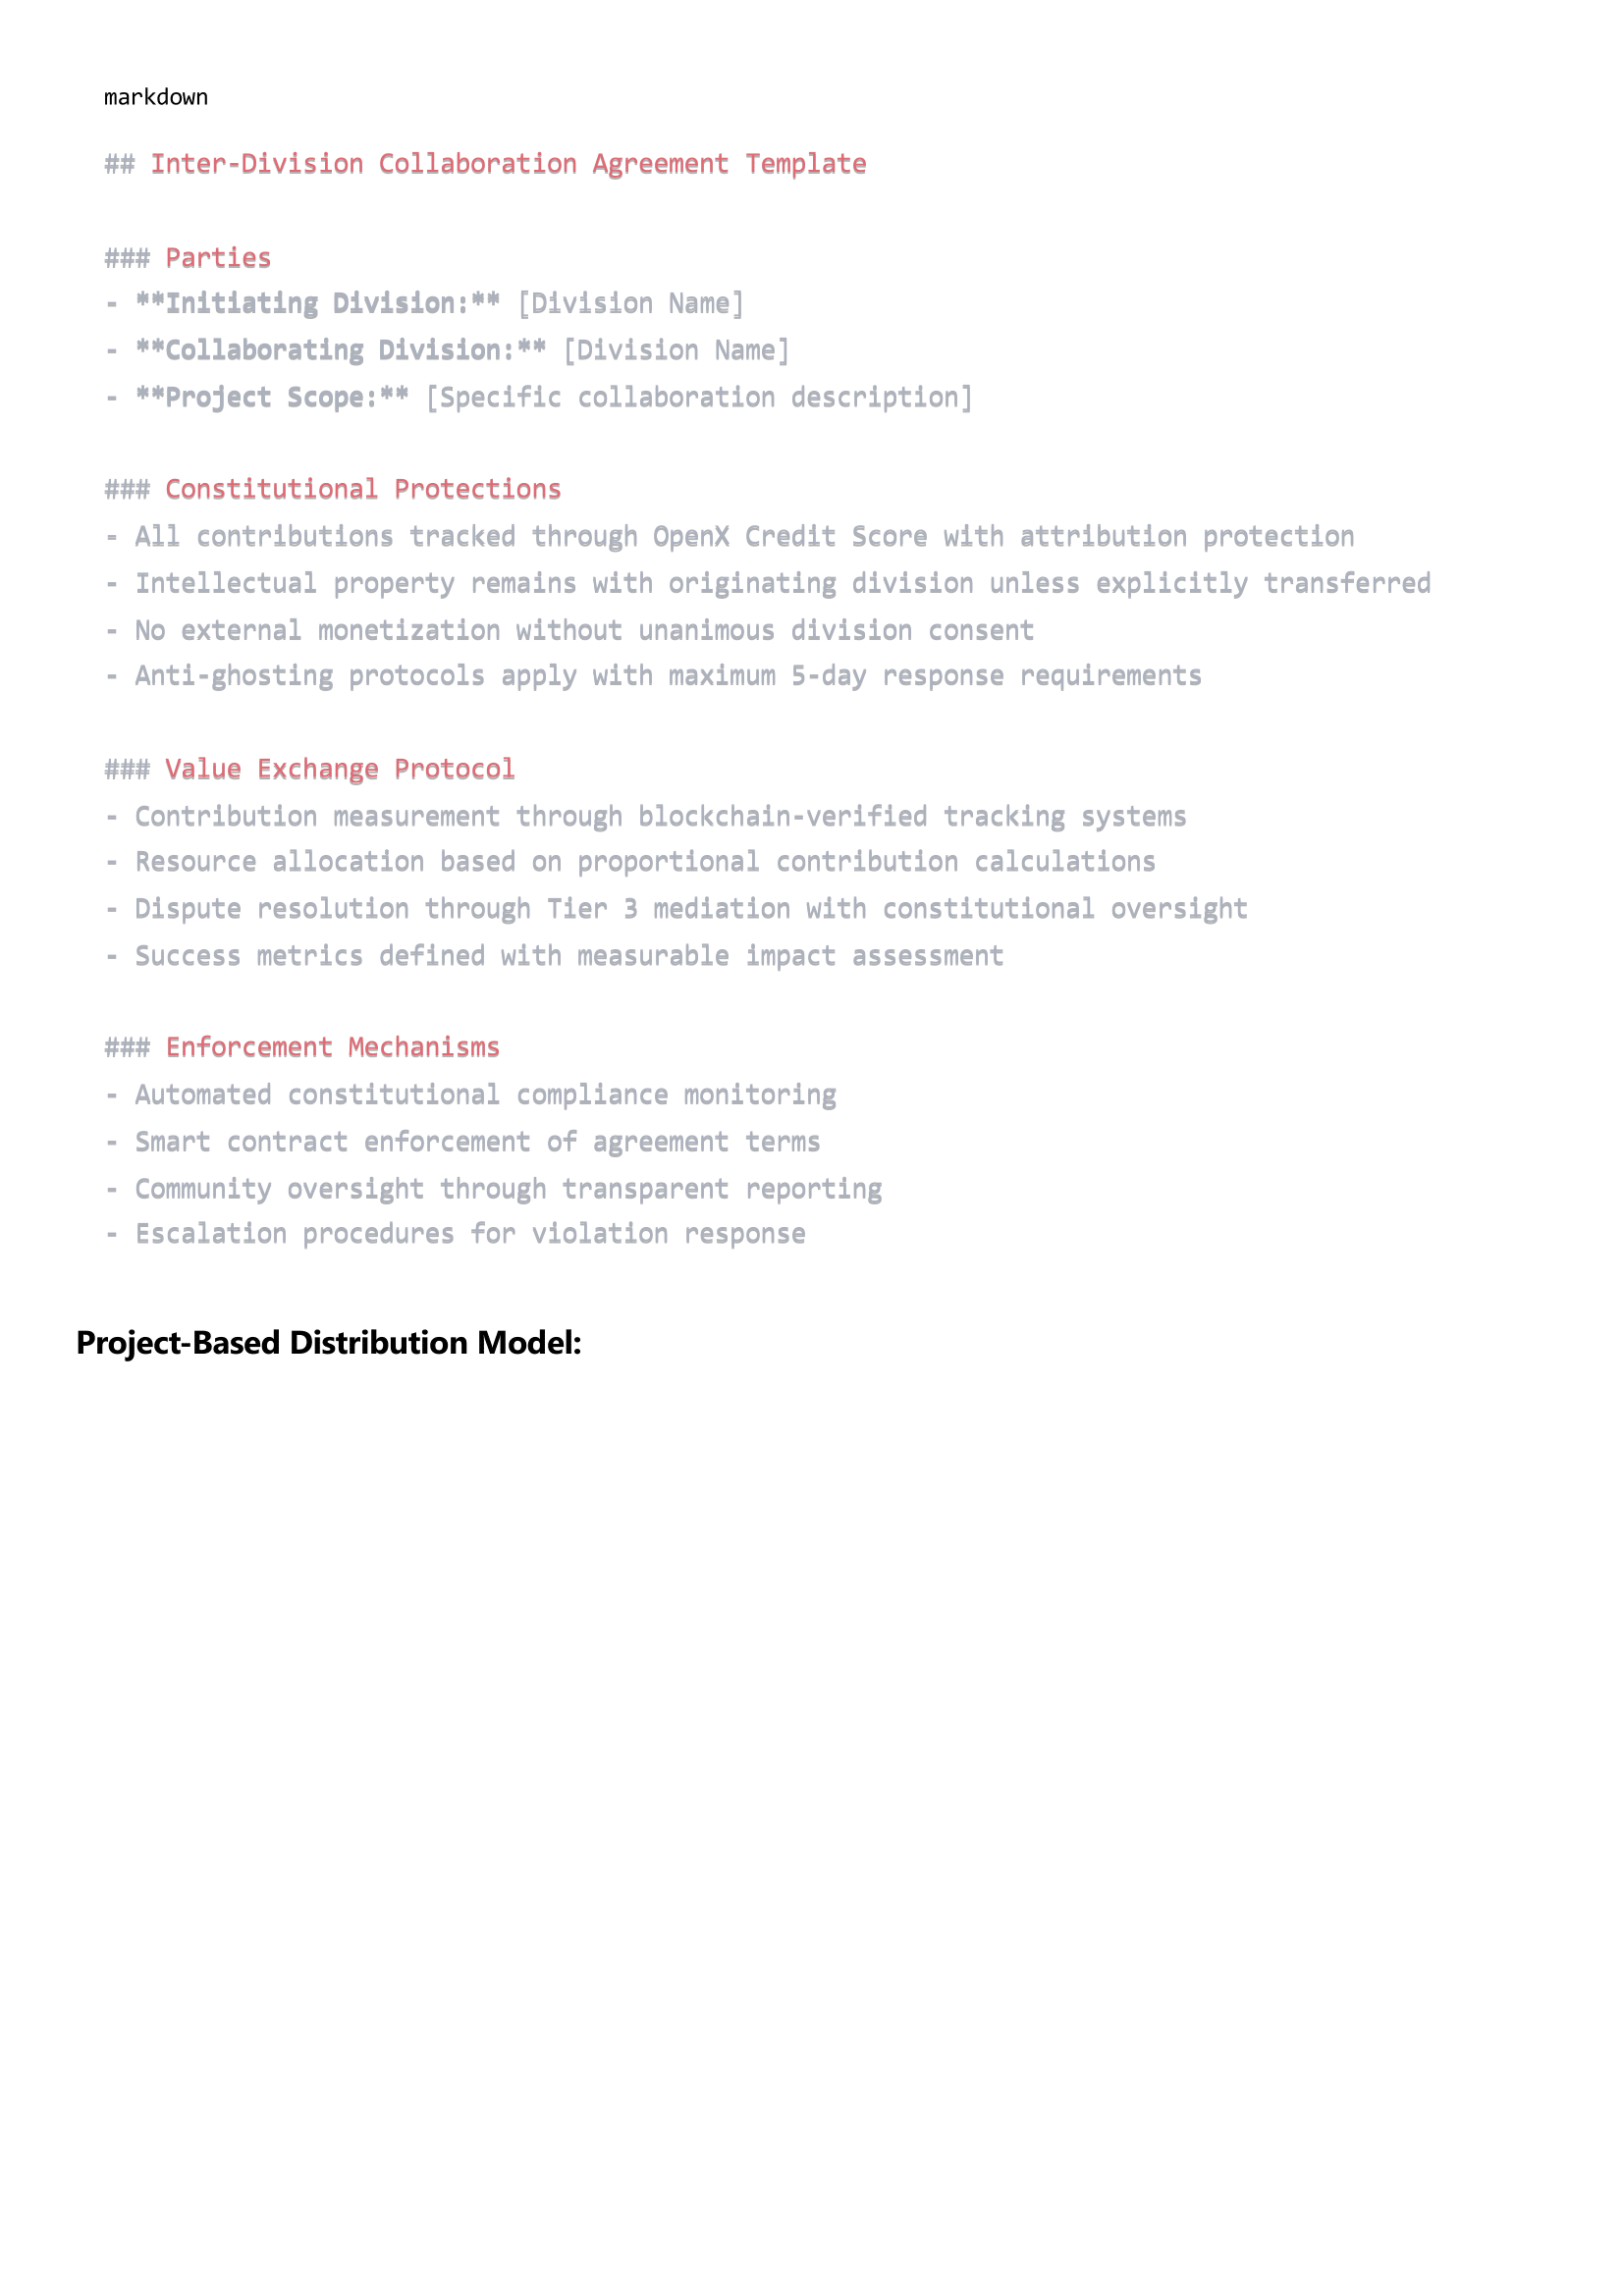 markdown
## Inter-Division Collaboration Agreement Template
### Parties
- **Initiating Division:** [Division Name]
- **Collaborating Division:** [Division Name]
- **Project Scope:** [Specific collaboration description]
### Constitutional Protections
- All contributions tracked through OpenX Credit Score with attribution protection
- Intellectual property remains with originating division unless explicitly transferred
- No external monetization without unanimous division consent
- Anti-ghosting protocols apply with maximum 5-day response requirements
### Value Exchange Protocol
- Contribution measurement through blockchain-verified tracking systems
- Resource allocation based on proportional contribution calculations
- Dispute resolution through Tier 3 mediation with constitutional oversight
- Success metrics defined with measurable impact assessment
### Enforcement Mechanisms
- Automated constitutional compliance monitoring
- Smart contract enforcement of agreement terms
- Community oversight through transparent reporting
- Escalation procedures for violation response
Project-Based Distribution Model: